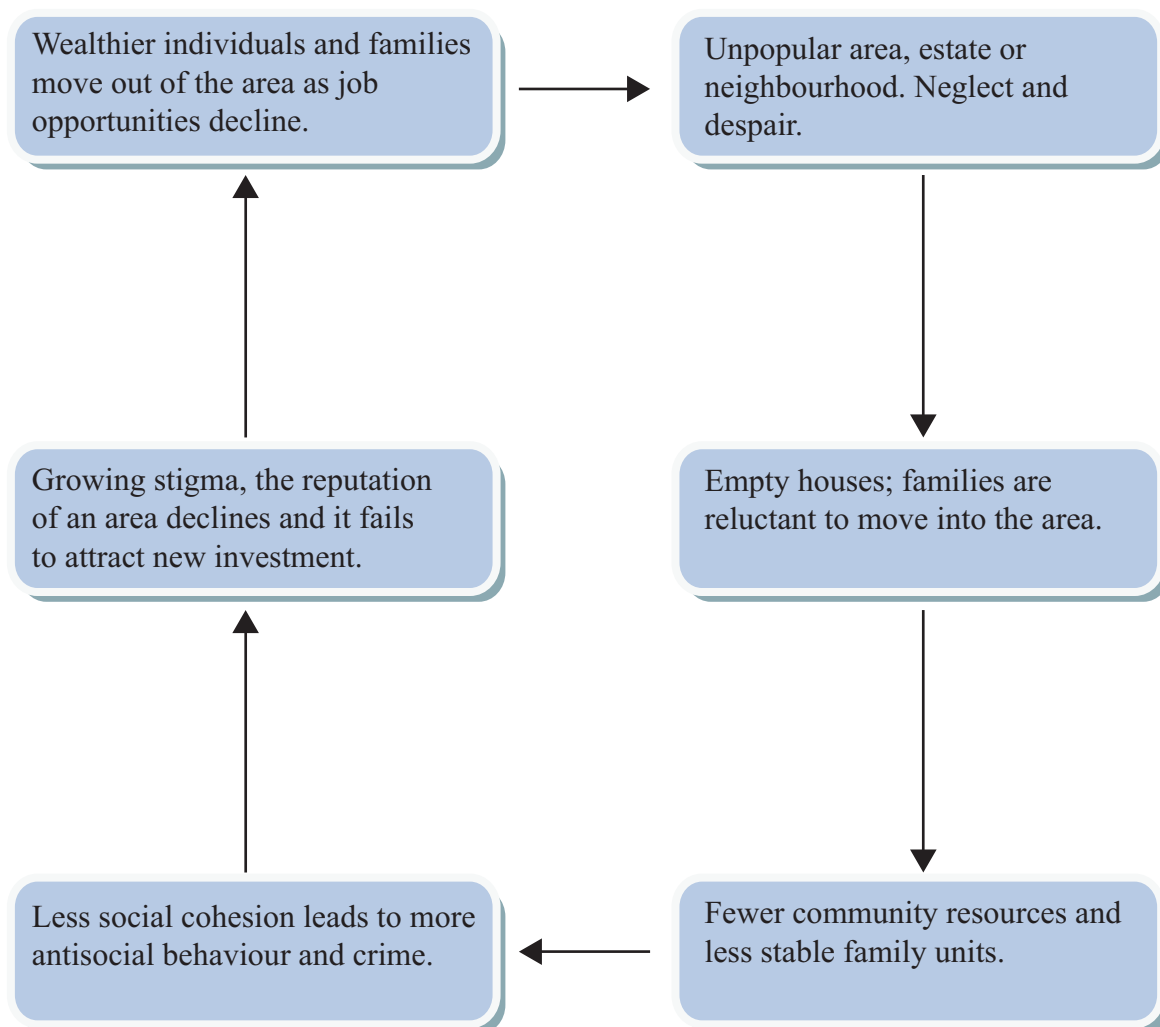 Wealthier individuals and families
move out of the area as job
opportunities decline.
Unpopular area, estate or
neighbourhood. Neglect and
despair.
Empty houses; families are
reluctant to move into the area.
Fewer community resources and
less stable family units.
Less social cohesion leads to more
antisocial behaviour and crime.
Growing stigma, the reputation
of an area declines and it fails
to attract new investment.